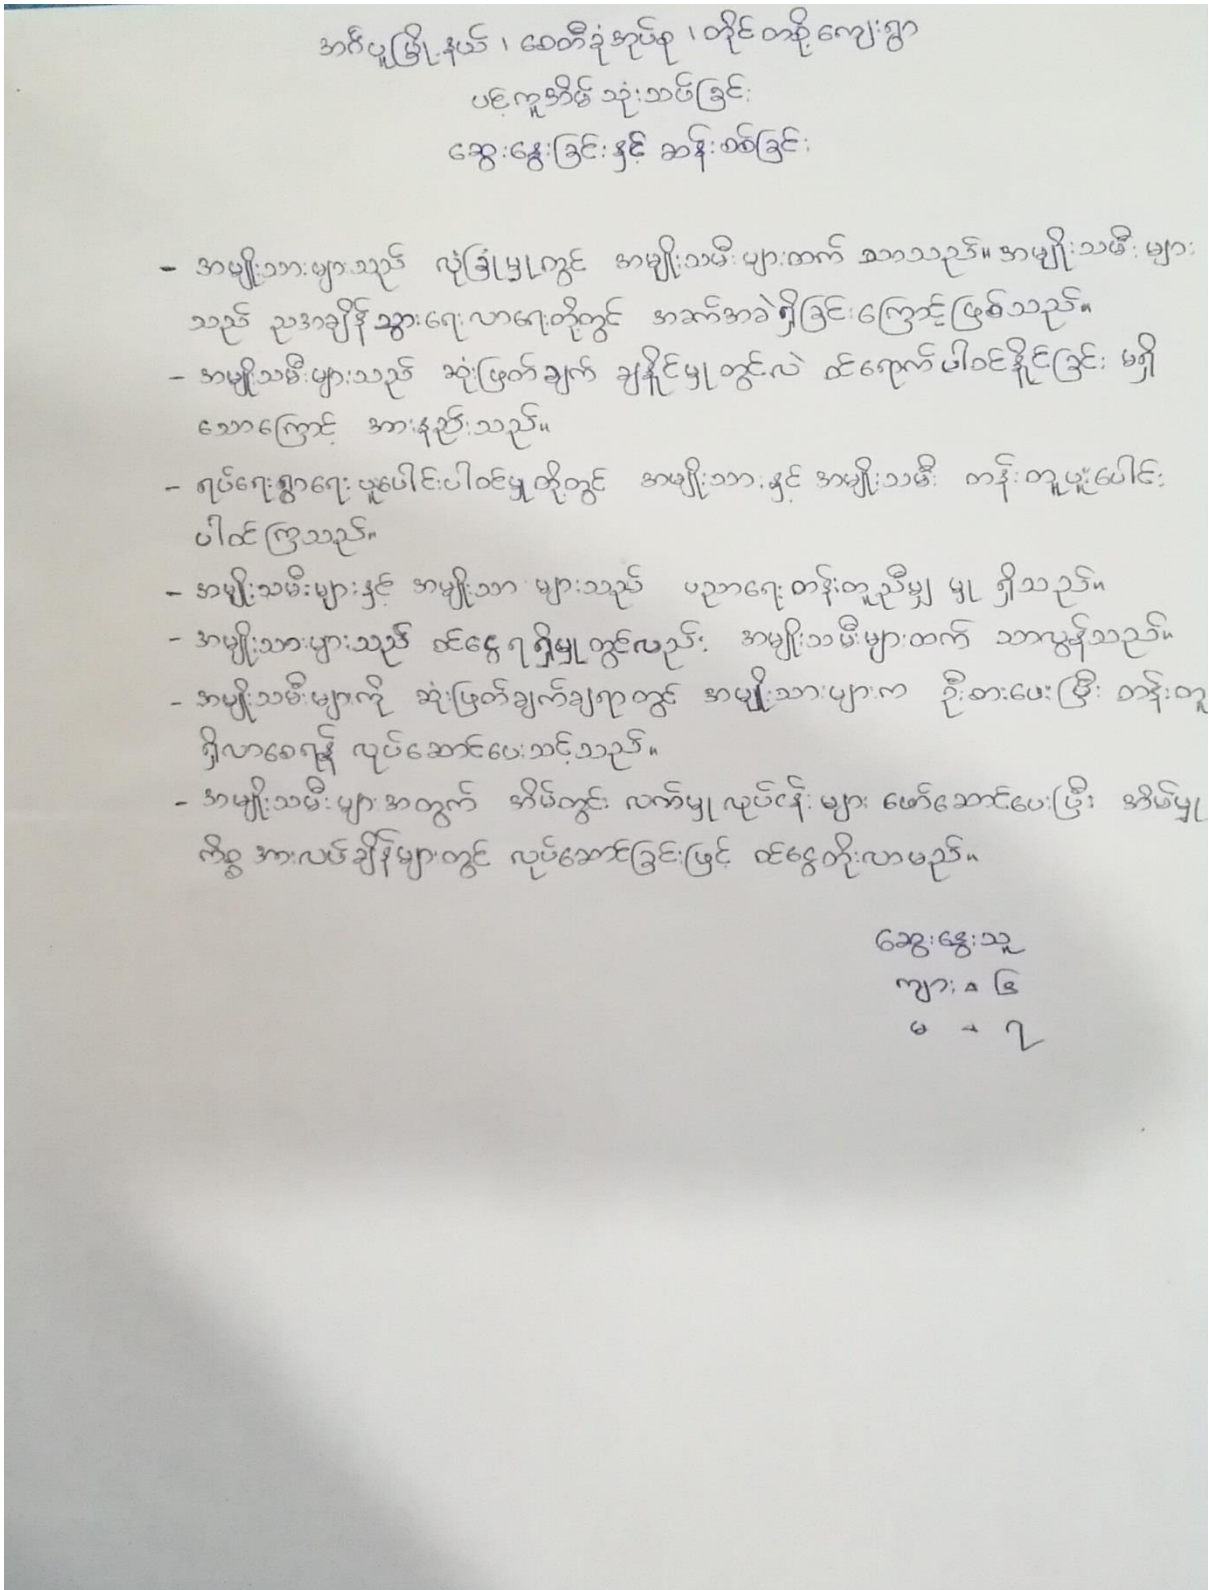 အင်္ဂပူမြို့နယ်၊ စေတီခုံအုပ်စု၊ တိုင်တစို့ကျေးရွာ
ပင့်ကူအိမ် သုံးသပ်ခြင်း
ဆွေးနွေးခြင်းနှင့် ဆန်းစစ်ခြင်း
- အမျိုးသားများသည် လုံခြုံမှုတွင် အမျိုးသမီးများထက် သာသည်။ အမျိုးသမီးများ
သည် ညအချိန် သွားရေးလာရေးတို့တွင် အခက်အခဲရှိခြင်းကြောင့်ဖြစ်သည်။
- အမျိုးသမီးများသည် ဆုံးဖြတ်ချက် ချနိုင်မှုတွင်လဲ ဝင်ရောက်ပါဝင်နိုင်ခြင်း မရှိ
သောကြောင့် အားနည်းသည်။
- ရပ်ရေးရွာရေးပူးပေါင်းပါဝင်မှုတို့တွင် အမျိုးသားနှင့် အမျိုးသမီး တန်းတူပူးပေါင်း
ပါဝင်ကြသည်။
- အမျိုးသမီးများနှင့် အမျိုးသားများသည် ပညာရေးတန်းတူညီမျှ မှု ရှိသည်။
- အမျိုးသားများသည် ဝင်ငွေရရှိမှုတွင်လည်း အမျိုးသမီးများထက် သာလွန်သည်။
- အမျိုးသမီးများကို ဆုံးဖြတ်ချက်ချရာတွင် အမျိုးသားများက ဦးစားပေးပြီး တန်းတူ
ရှိလာစေရန် လုပ်ဆောင်ပေးသင့်သည်။
- အမျိုးသမီးများအတွက် အိမ်တွင်း လက်မှုလုပ်ငန်းများ ဖော်ဆောင်ပေးပြီး အိမ်မှု
ကိစ္စ အားလပ်ချိန်များတွင် လုပ်ဆောင်ခြင်းဖြင့် ဝင်ငွေတိုးလာမည်။
ဆွေးနွေးသူ
ကျား - ၆
မ - ၇